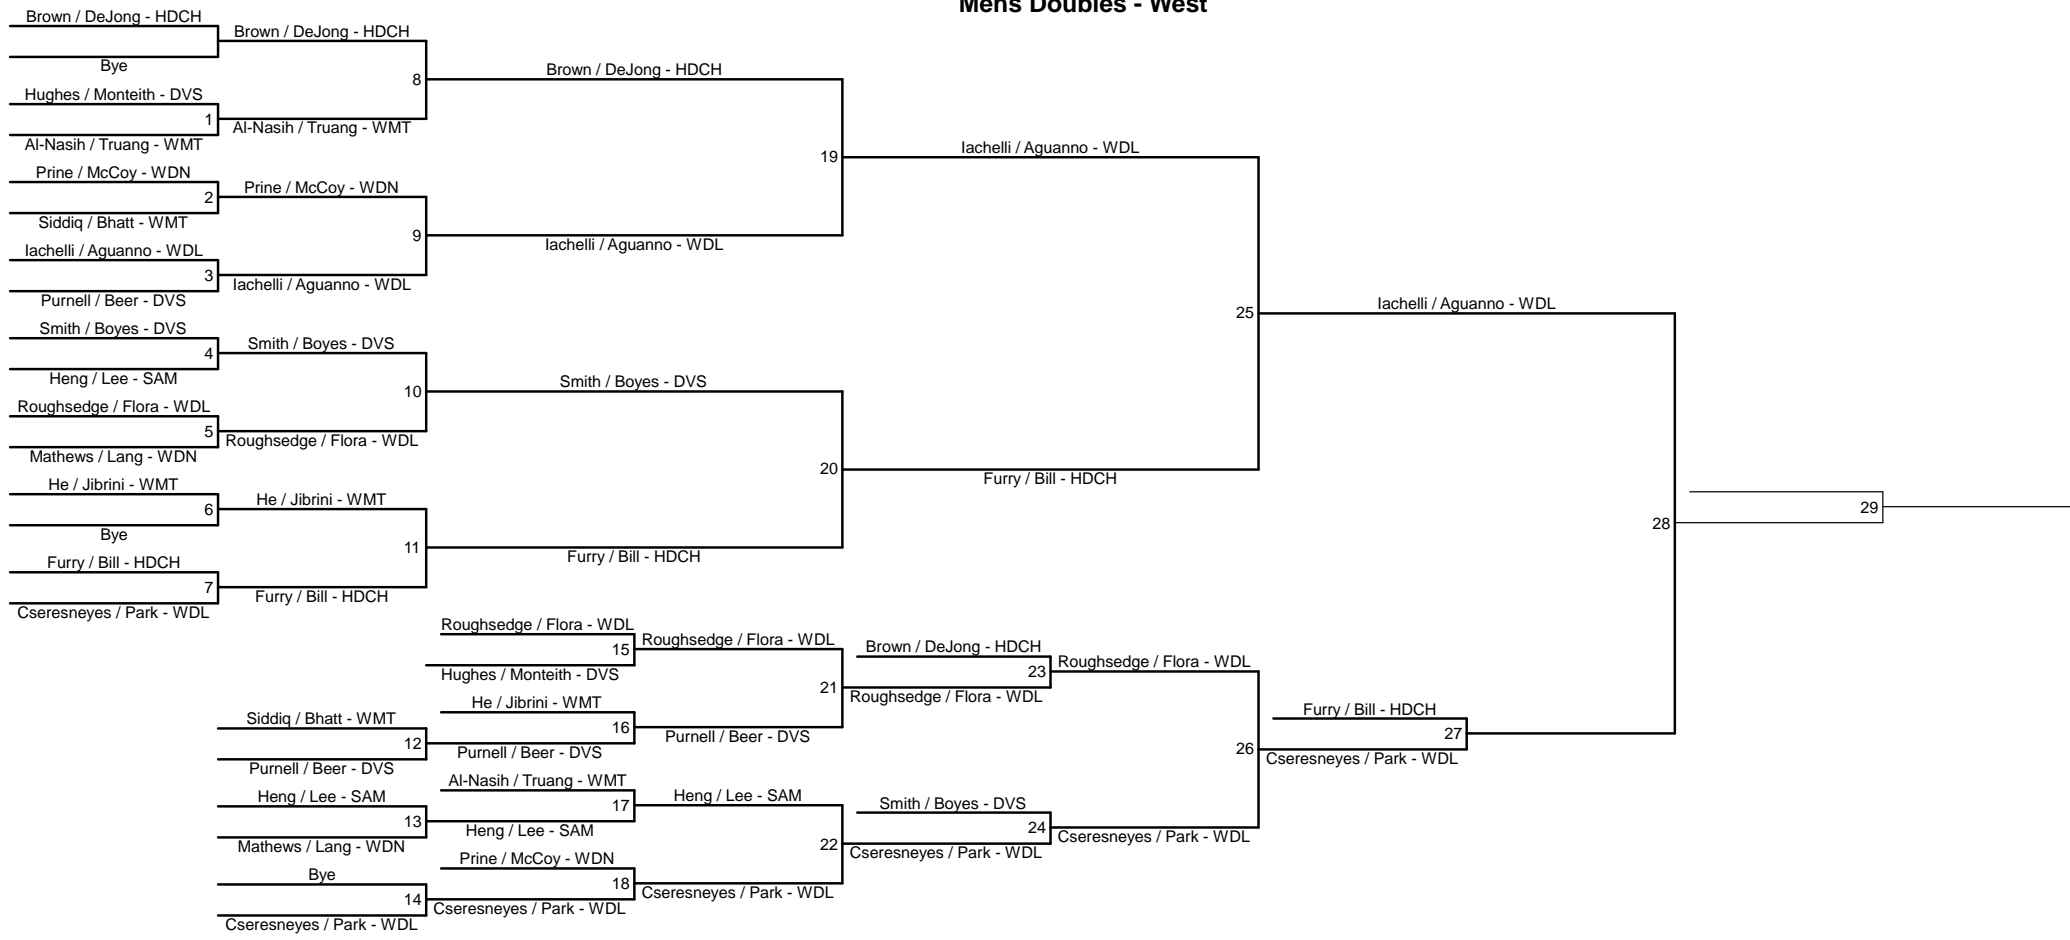 Mens Doubles - West
Brown / DeJong - HDCH
Brown / DeJong - HDCH
Bye
8
Brown / DeJong - HDCH
Hughes / Monteith - DVS
1
Al-Nasih / Truang - WMT
Al-Nasih / Truang - WMT
19
Iachelli / Aguanno - WDL
Prine / McCoy - WDN
2
Prine / McCoy - WDN
Siddiq / Bhatt - WMT
9
Iachelli / Aguanno - WDL
Iachelli / Aguanno - WDL
3
Iachelli / Aguanno - WDL
Purnell / Beer - DVS
25
Iachelli / Aguanno - WDL
Smith / Boyes - DVS
4
Smith / Boyes - DVS
Heng / Lee - SAM
10
Smith / Boyes - DVS
Roughsedge / Flora - WDL
5
Roughsedge / Flora - WDL
Mathews / Lang - WDN
20
Furry / Bill - HDCH
He / Jibrini - WMT
6
He / Jibrini - WMT
Bye
11
Furry / Bill - HDCH
Furry / Bill - HDCH
7
Furry / Bill - HDCH
Cseresneyes / Park - WDL
28
29
Roughsedge / Flora - WDL
15
Roughsedge / Flora - WDL
Hughes / Monteith - DVS
21
Brown / DeJong - HDCH
23
Roughsedge / Flora - WDL
Roughsedge / Flora - WDL
He / Jibrini - WMT
16
Purnell / Beer - DVS
Siddiq / Bhatt - WMT
12
Purnell / Beer - DVS
Purnell / Beer - DVS
26
Furry / Bill - HDCH
27
Cseresneyes / Park - WDL
Al-Nasih / Truang - WMT
17
Heng / Lee - SAM
Heng / Lee - SAM
13
Heng / Lee - SAM
Mathews / Lang - WDN
22
Smith / Boyes - DVS
24
Cseresneyes / Park - WDL
Cseresneyes / Park - WDL
Prine / McCoy - WDN
18
Cseresneyes / Park - WDL
Bye
14
Cseresneyes / Park - WDL
Cseresneyes / Park - WDL